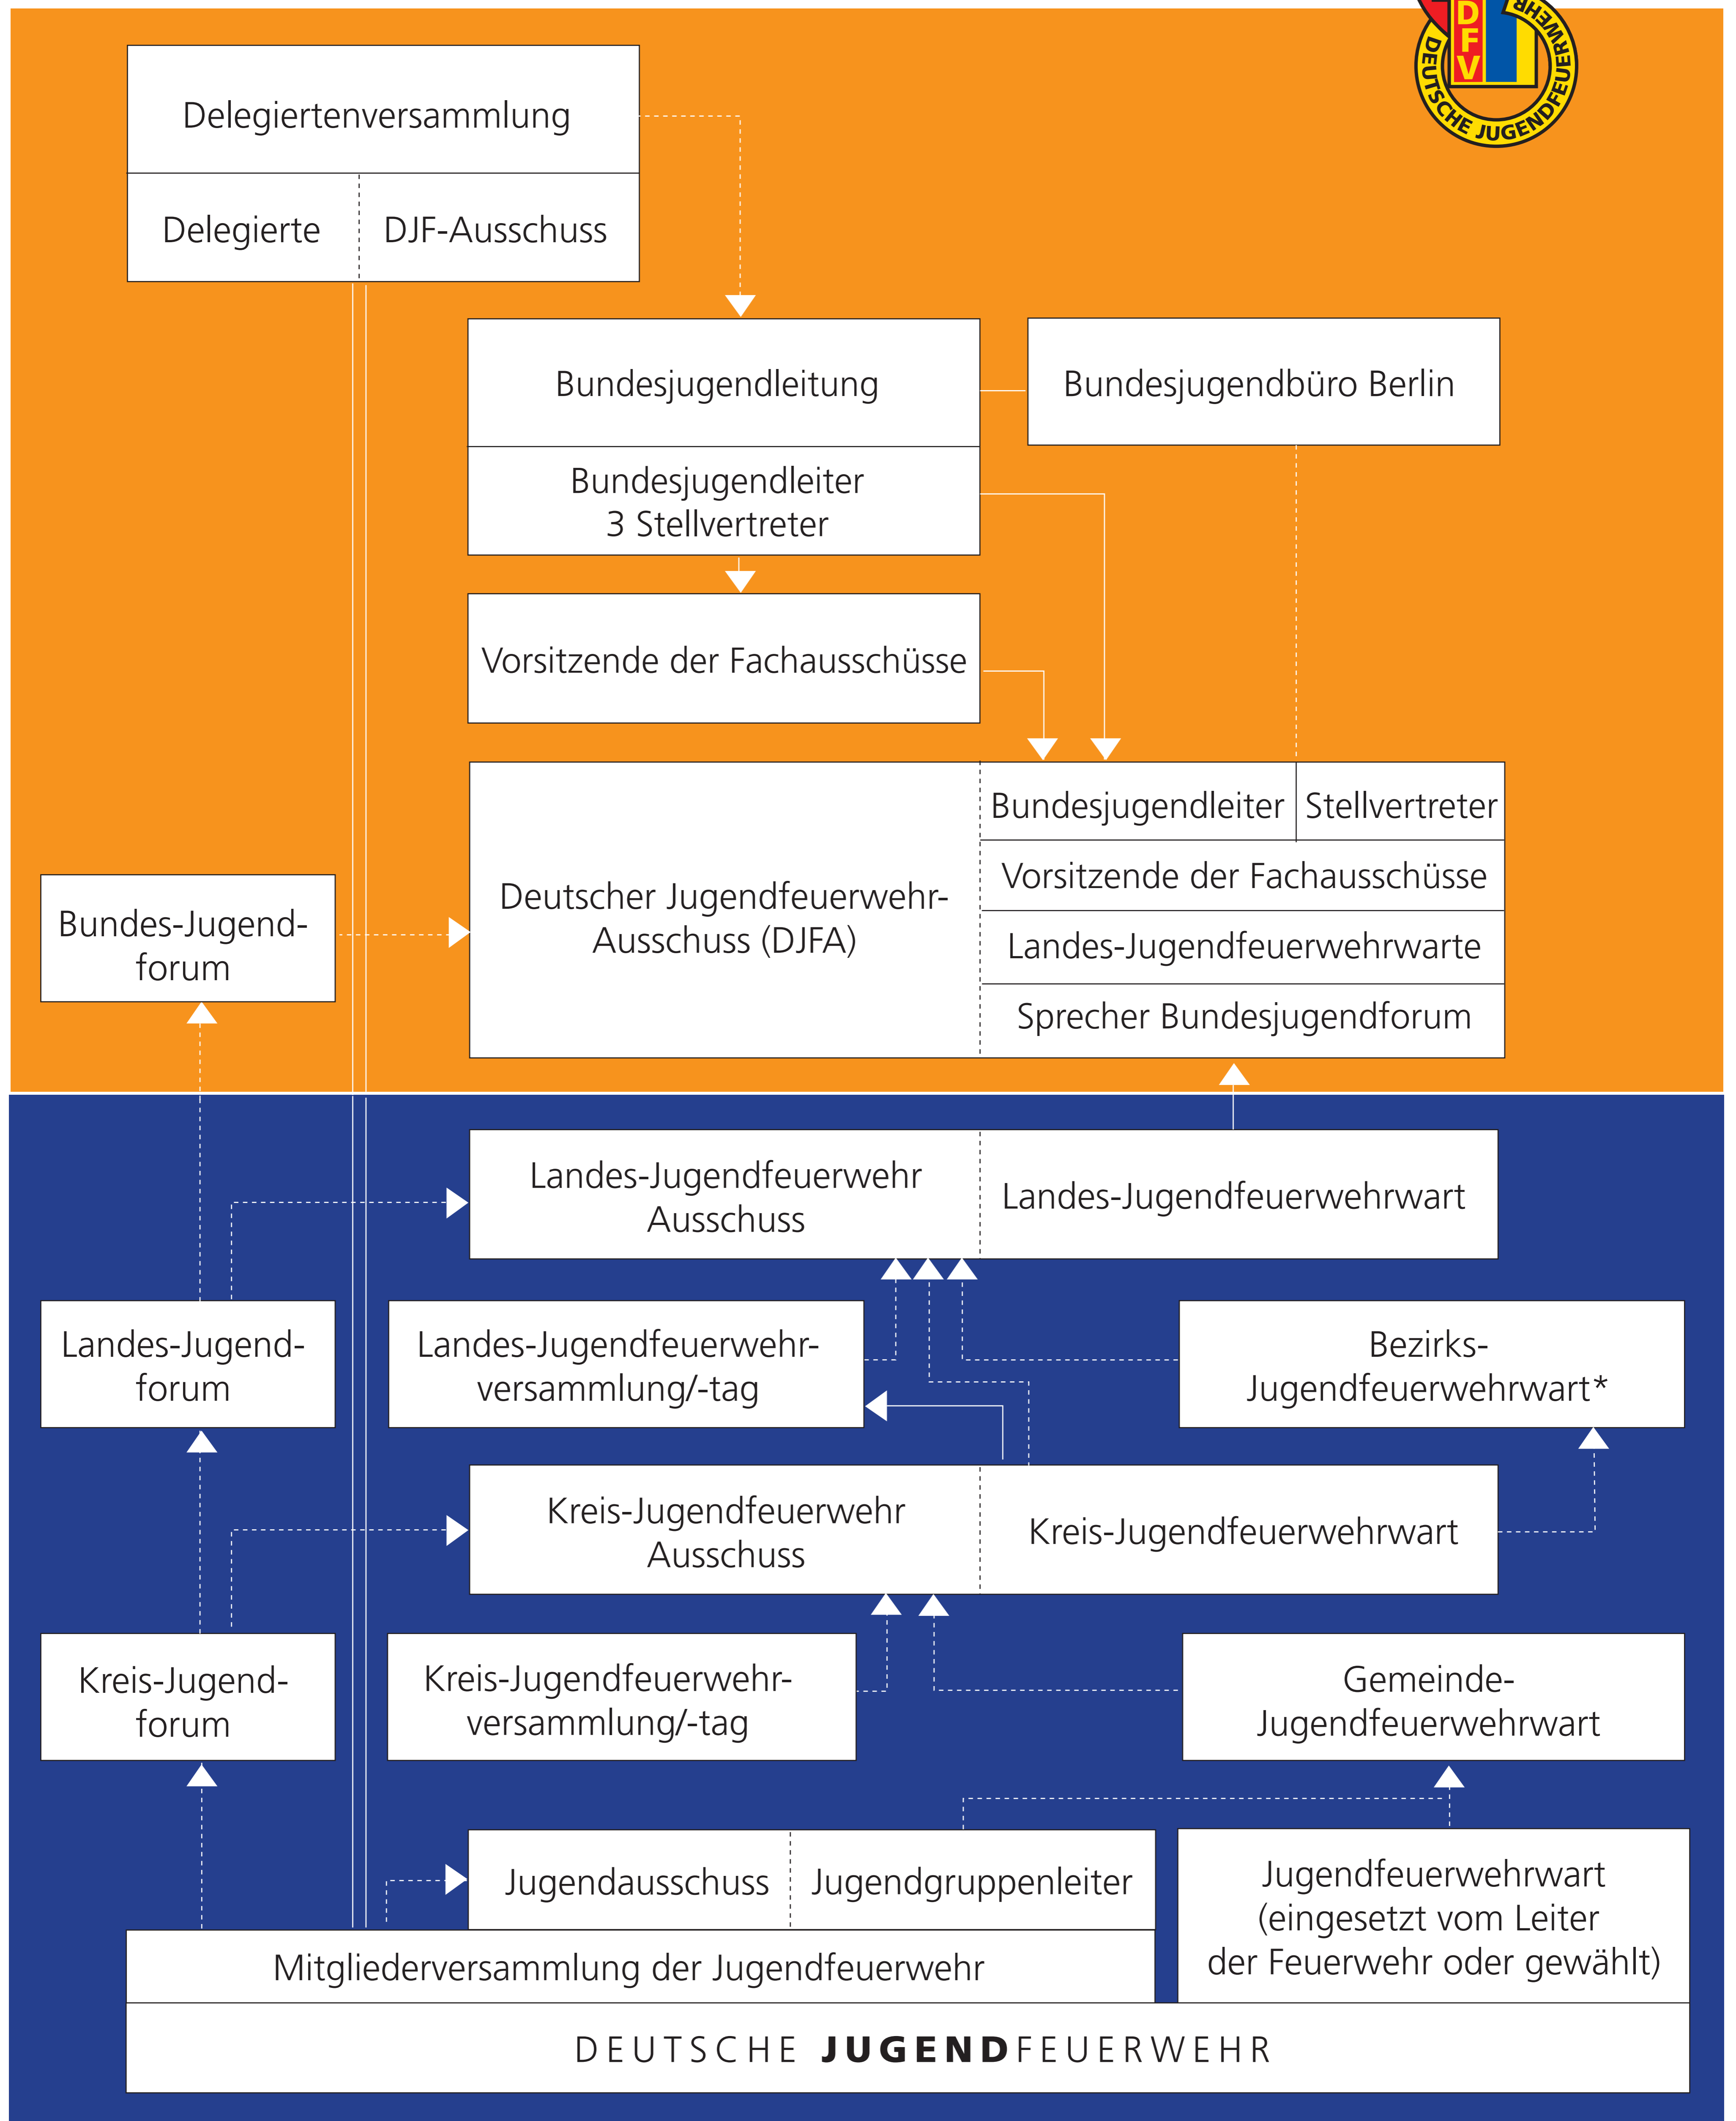 DFV
DEUTSCHE JUGENDFEUERWEHR
Delegiertenversammlung
Delegierte
DJF-Ausschuss
Bundesjugendleitung
Bundesjugendbüro Berlin
Bundesjugendleiter
3 Stellvertreter
Vorsitzende der Fachausschüsse
Deutscher Jugendfeuerwehr-
Ausschuss (DJFA)
Bundesjugendleiter
Stellvertreter
Vorsitzende der Fachausschüsse
Landes-Jugendfeuerwehrwarte
Sprecher Bundesjugendforum
Bundes-Jugend-
forum
Landes-Jugendfeuerwehr
Ausschuss
Landes-Jugendfeuerwehrwart
Landes-Jugend-
forum
Landes-Jugendfeuerwehr-
versammlung/-tag
Bezirks-
Jugendfeuerwehrwart*
Kreis-Jugendfeuerwehr
Ausschuss
Kreis-Jugendfeuerwehrwart
Kreis-Jugend-
forum
Kreis-Jugendfeuerwehr-
versammlung/-tag
Gemeinde-
Jugendfeuerwehrwart
Jugendausschuss
Jugendgruppenleiter
Jugendfeuerwehrwart
(eingesetzt vom Leiter
der Feuerwehr oder gewählt)
Mitgliederversammlung der Jugendfeuerwehr
DEUTSCHE JUGENDFEUERWEHR